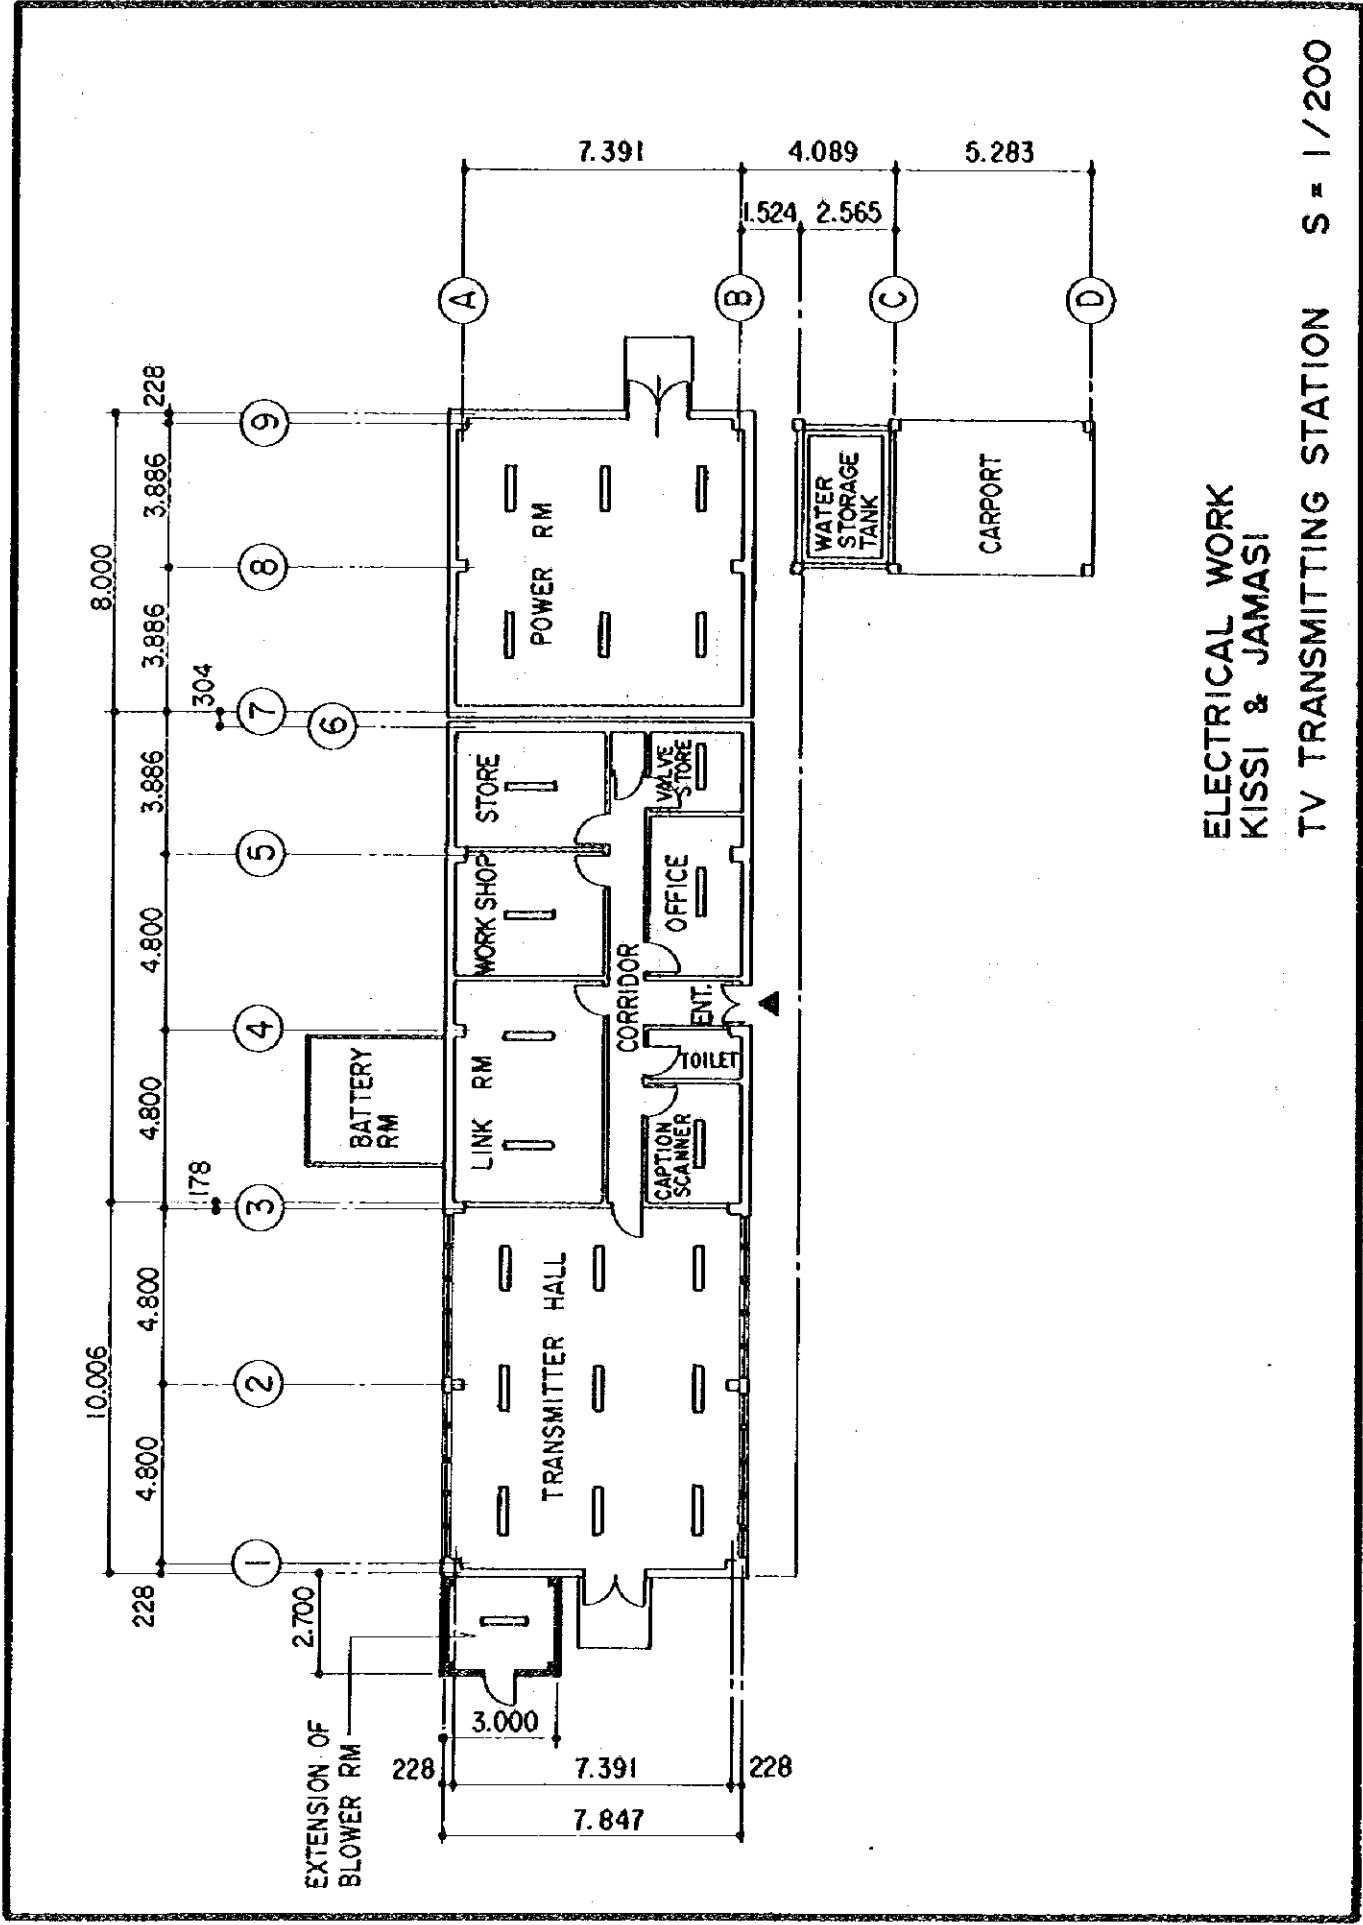 228
10.006
8.000
4.800
4.800
178
4.800
4.800
3.886
304
3.886
3.886
228
1
2
3
4
5
6
7
8
9
EXTENSION OF
BLOWER RM
2.700
BATTERY
RM
3.000
228
7.391
228
7.847
TRANSMITTER HALL
LINK RM
WORK SHOP
STORE
POWER RM
CORRIDOR
CAPTION
SCANNER
TOILET
ENT.
OFFICE
VALVE
STORE
WATER
STORAGE
TANK
CARPORT
A
B
C
D
1.524
2.565
7.391
4.089
5.283
ELECTRICAL WORK
KISSI & JAMASI
TV TRANSMITTING STATION S = 1/200